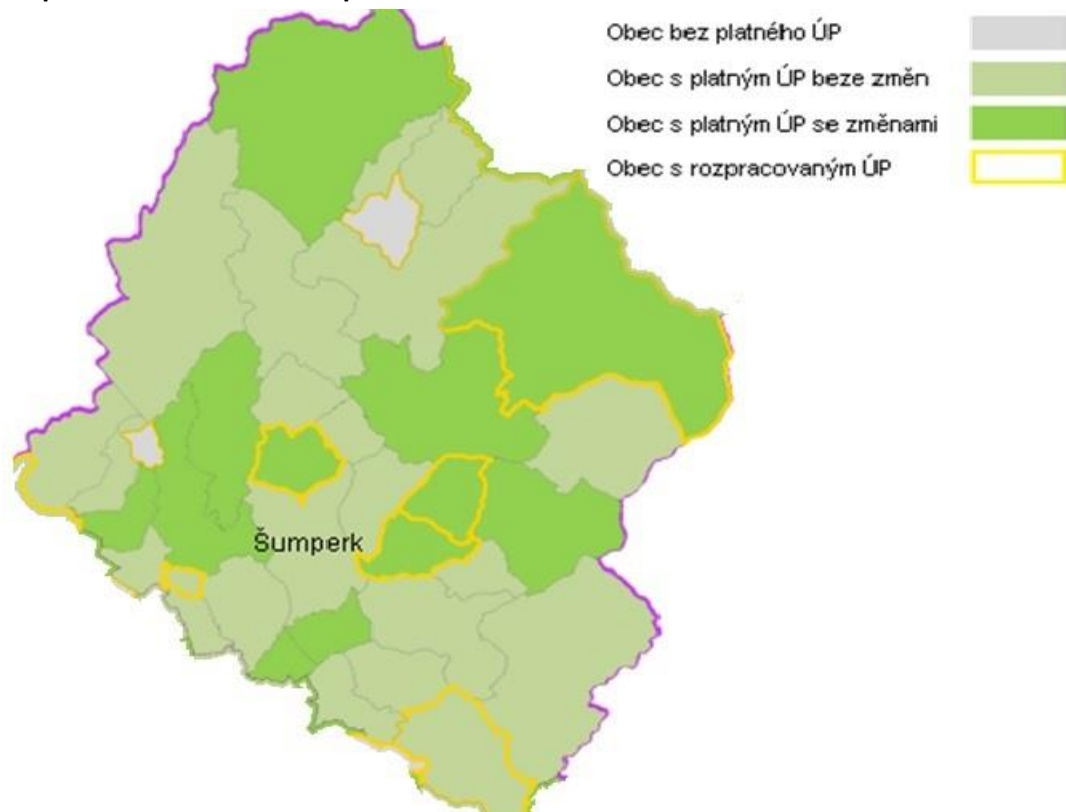 Obec bez platného ÚP
Obec s platným ÚP beze změn
Obec s platným ÚP se změnami
Obec s rozpracovaným ÚP
Šumperk